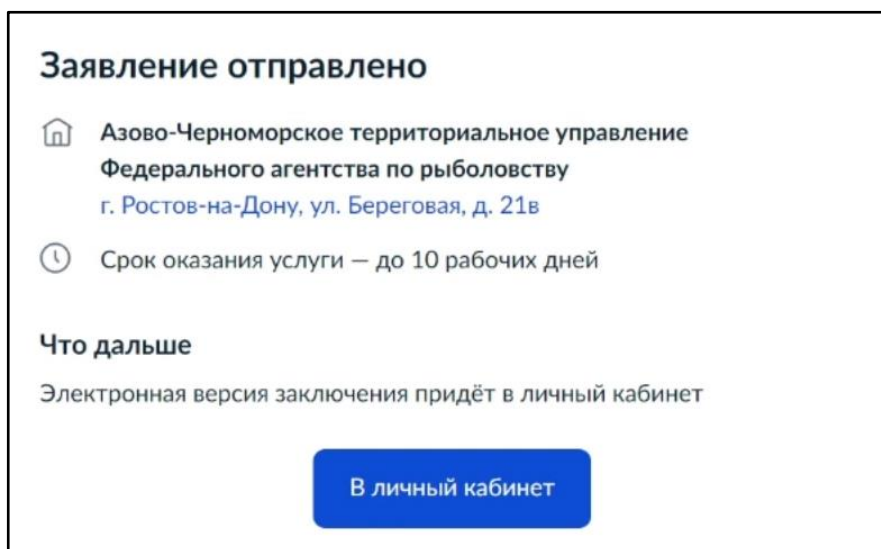 Заявление отправлено
Азово-Черноморское территориальное управление
Федерального агентства по рыболовству
г. Ростов-на-Дону, ул. Береговая, д. 21в
Срок оказания услуги — до 10 рабочих дней
Что дальше
Электронная версия заключения придёт в личный кабинет
В личный кабинет